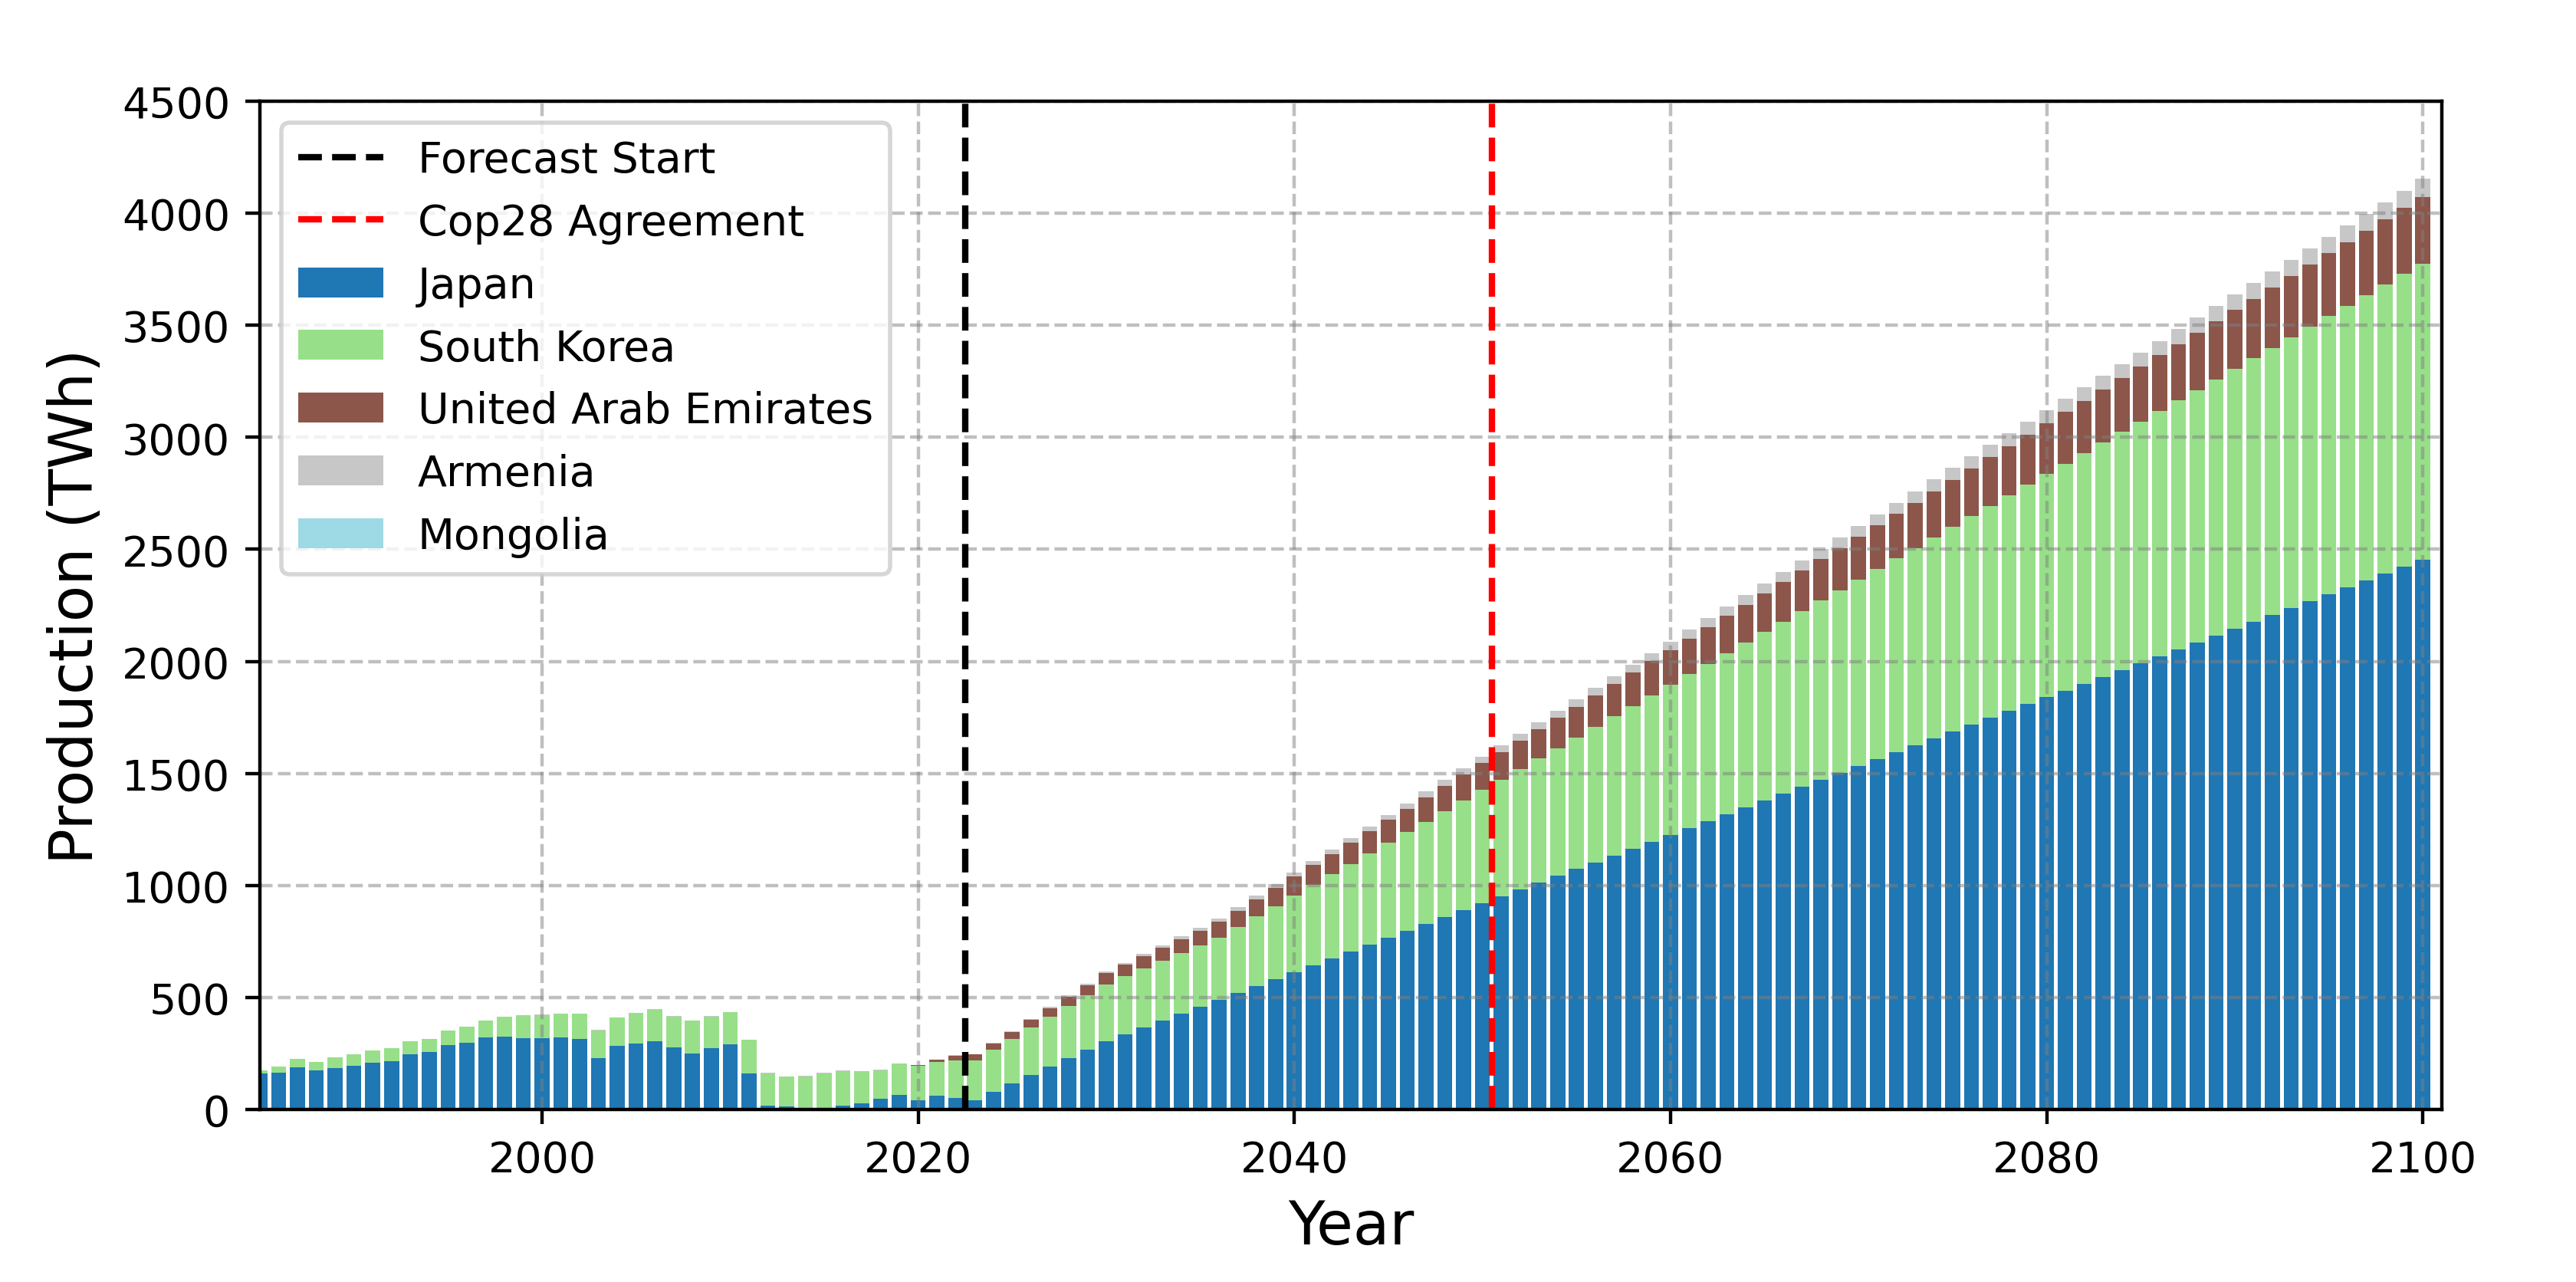 4500
4000
3500
3000
2500
2000
1500
1000
500
0
Production (TWh)
Forecast Start
Cop28 Agreement
Japan
South Korea
United Arab Emirates
Armenia
Mongolia
2000 2020 2040 2060 2080 2100
Year